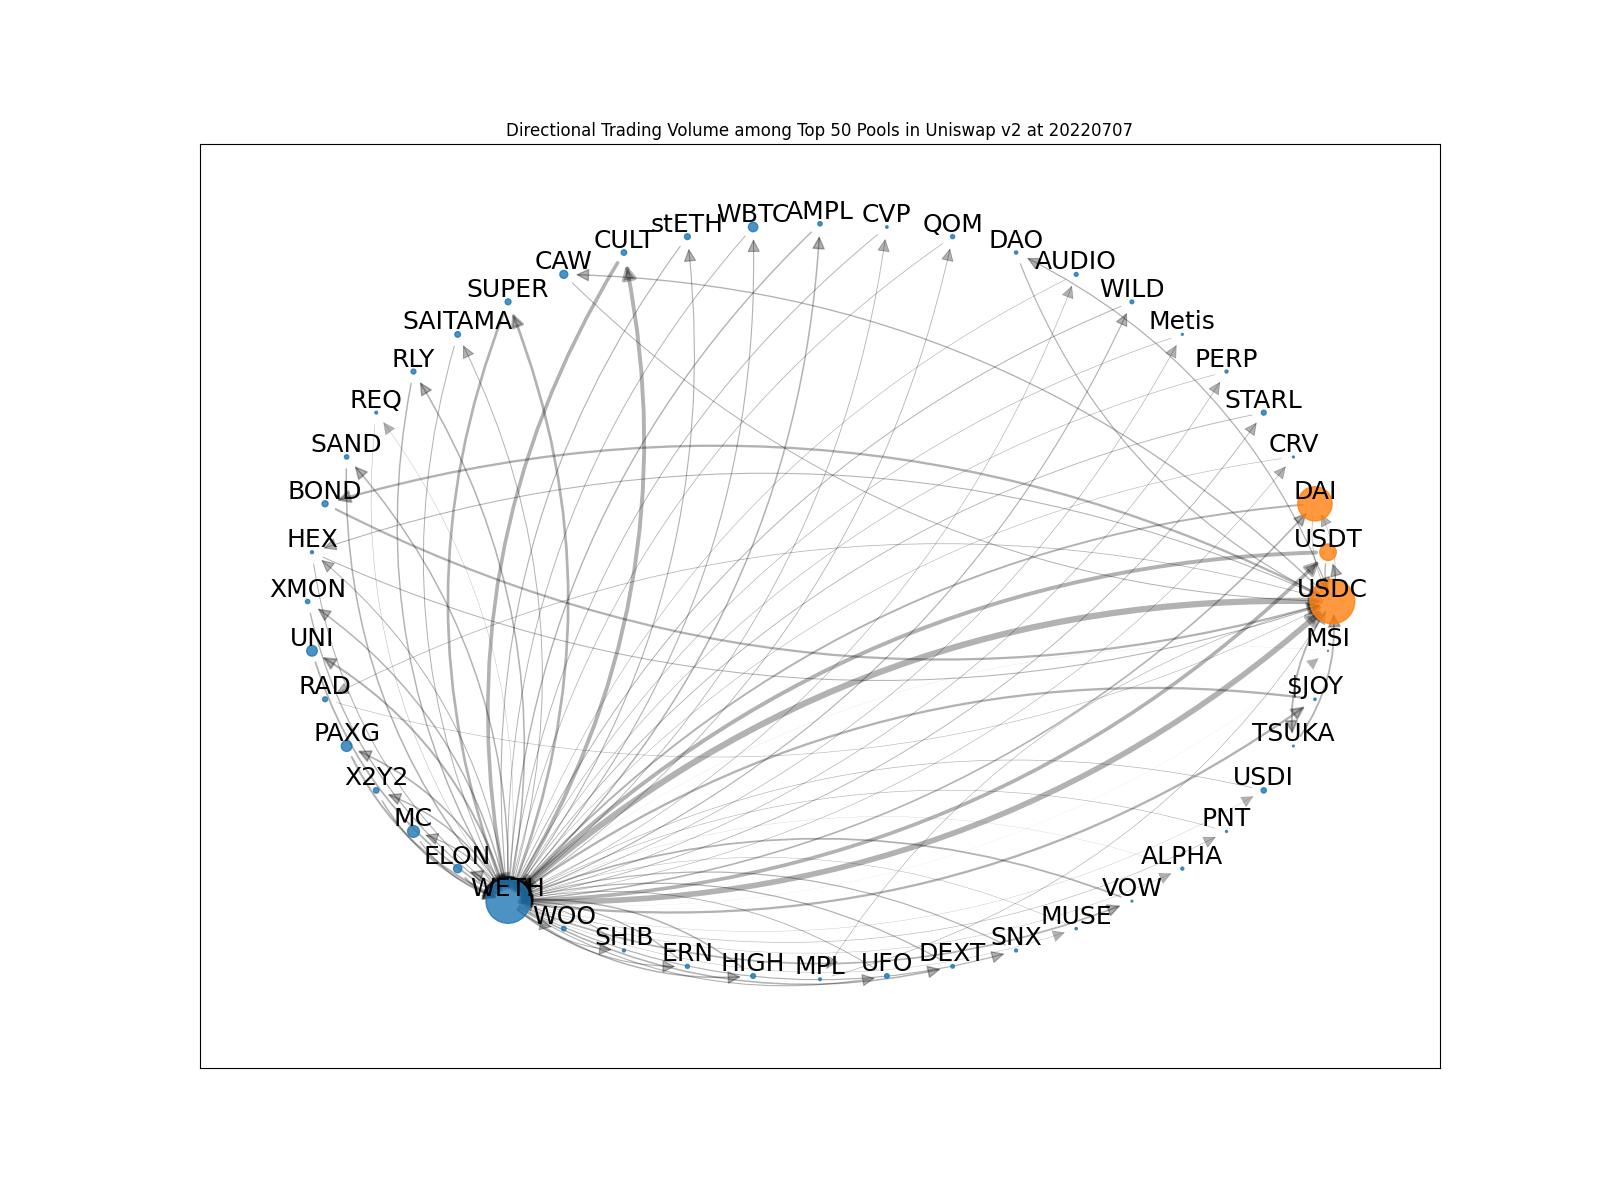 Directional Trading Volume among Top 50 Pools in Uniswap v2 at 20220707
WBTC
AMPL
CVP
stETH
QOM
CULT
DAO
CAW
AUDIO
SUPER
WILD
SAITAMA
Metis
RLY
PERP
REQ
STARL
SAND
CRV
BOND
DAI
HEX
USDT
XMON
USDC
UNI
MSI
RAD
$JOY
PAXG
TSUKA
X2Y2
USDI
MC
PNT
ELON
ALPHA
WETH
VOW
WOO
MUSE
SHIB
SNX
ERN
DEXT
HIGH
UFO
MPL